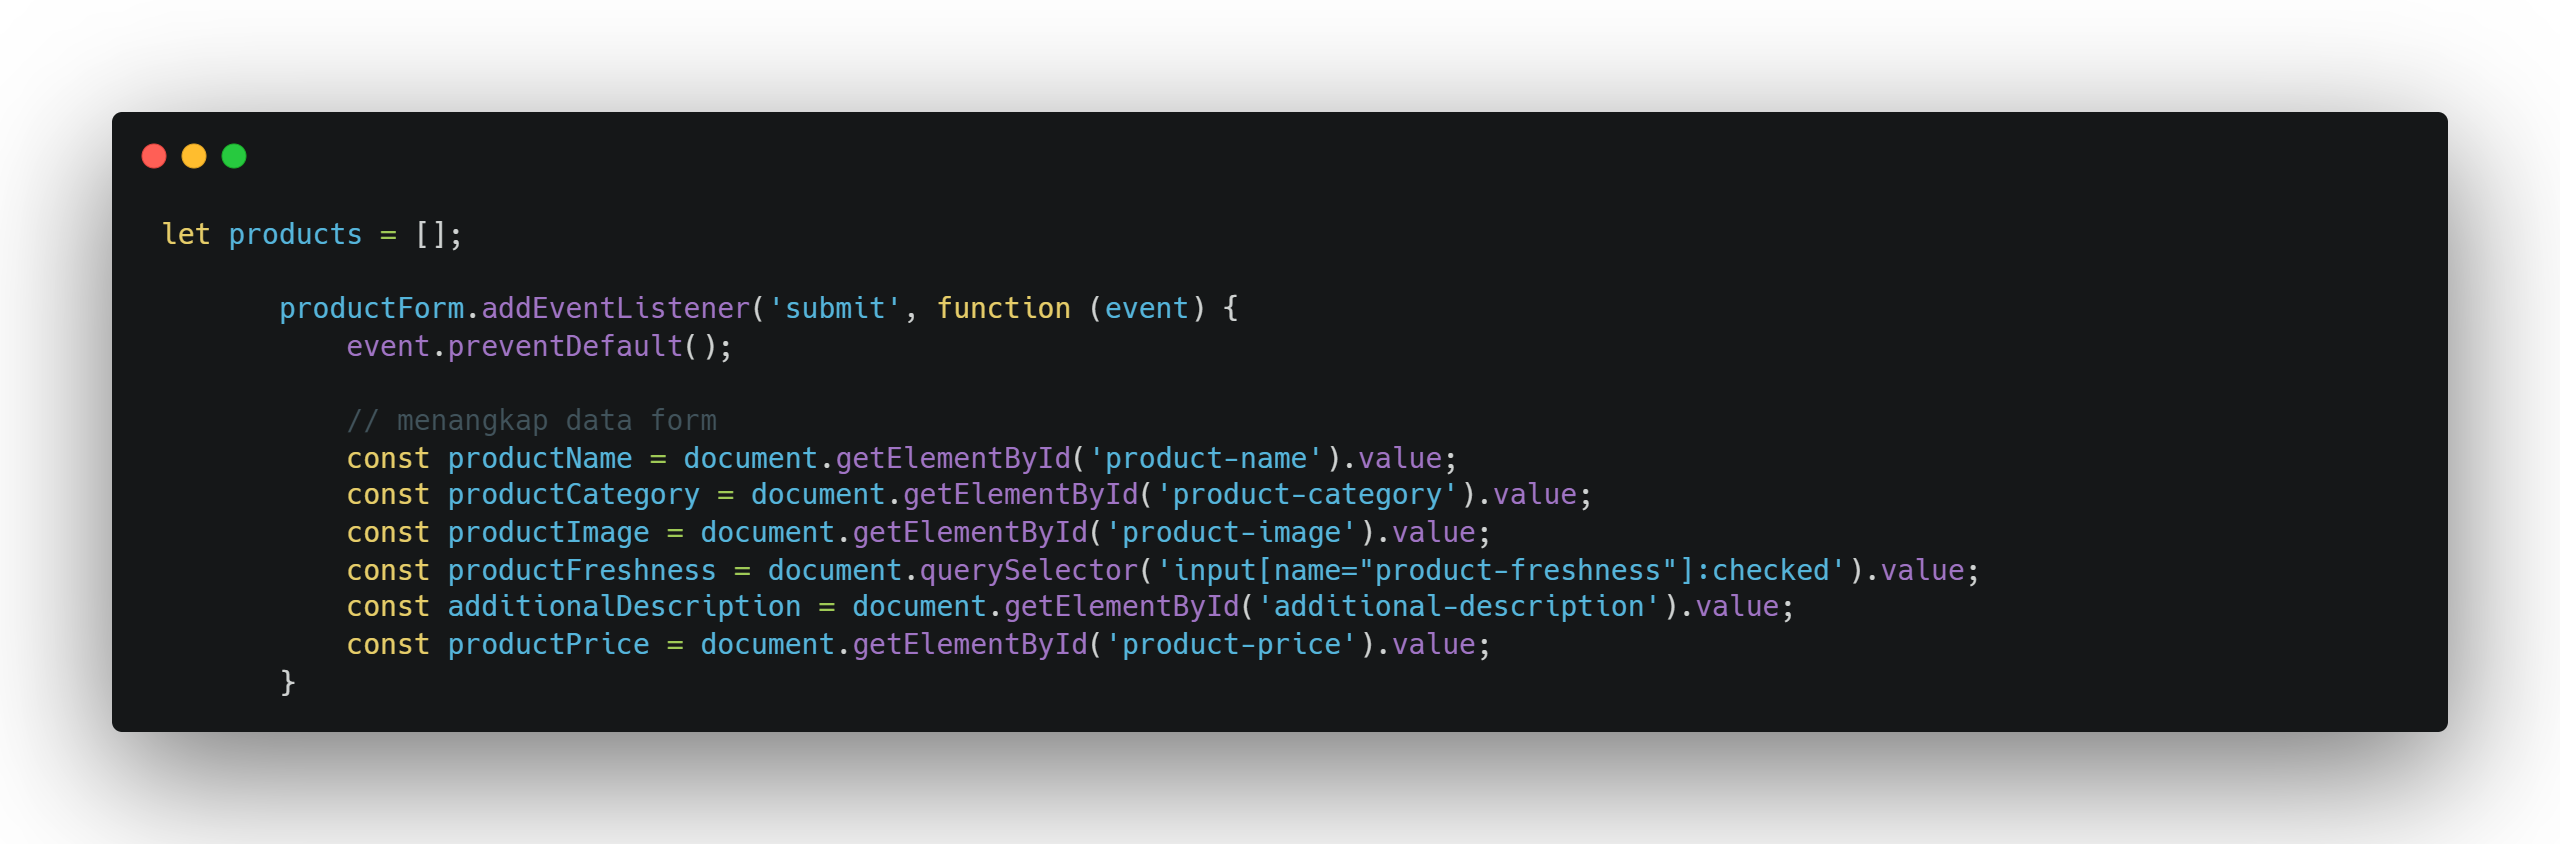 let products = [];
productForm.addEventListener('submit', function (event) {
event.preventDefault();
// menangkap data form
const productName = document.getElementById('product-name').value;
const productCategory = document.getElementById('product-category').value;
const productImage = document.getElementById('product-image').value;
const productFreshness = document.querySelector('input[name="product-freshness"]:checked').value;
const additionalDescription = document.getElementById('additional-description').value;
const productPrice = document.getElementById('product-price').value;
}